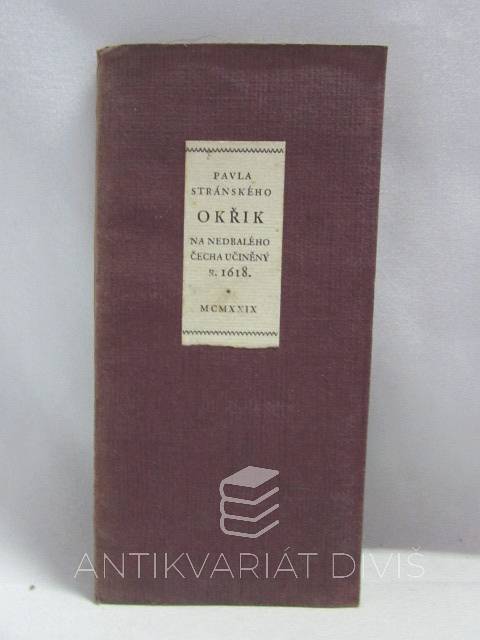 PAVLA
STRÁNSKÉHO
OKŘIK
NA NEDBALÉHO
ČECHA UČINĚNÝ
R. 1618.
MCMXXIX
ANTIKVARIÁT DIVIŠ